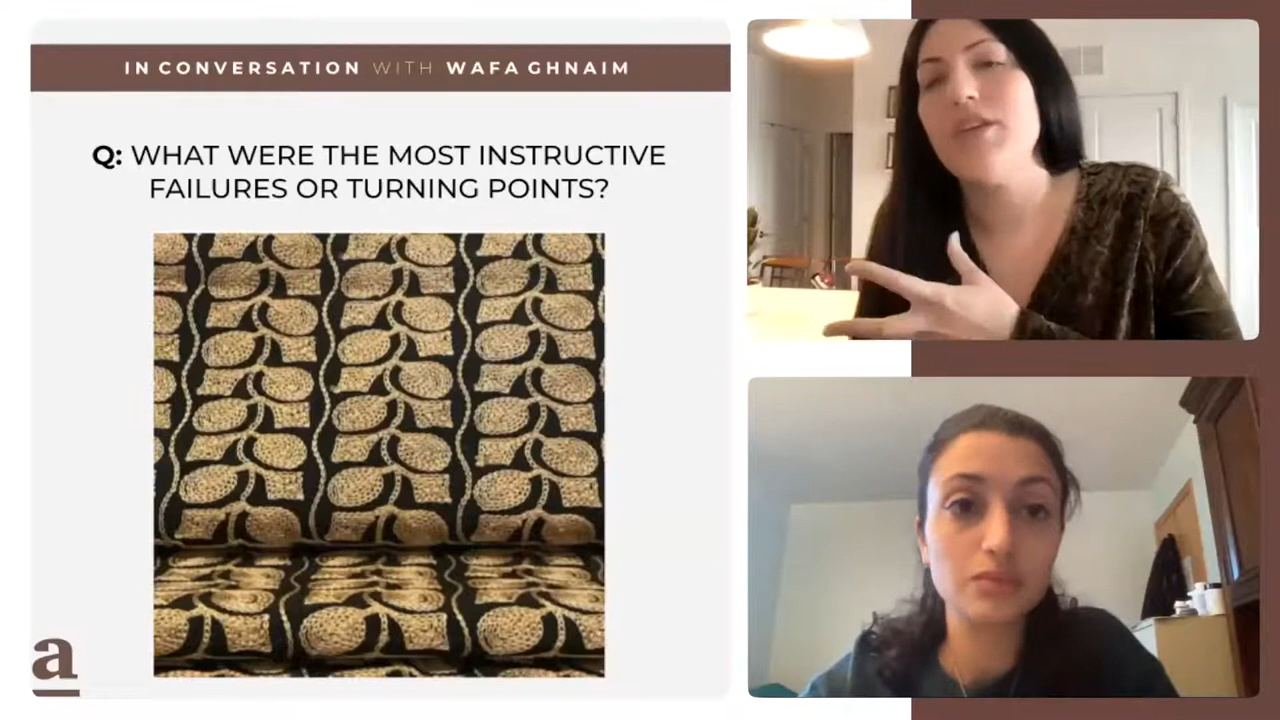 IN CONVERSATION WITH WAFA GHNAIM
Q: WHAT WERE THE MOST INSTRUCTIVE
FAILURES OR TURNING POINTS?
a